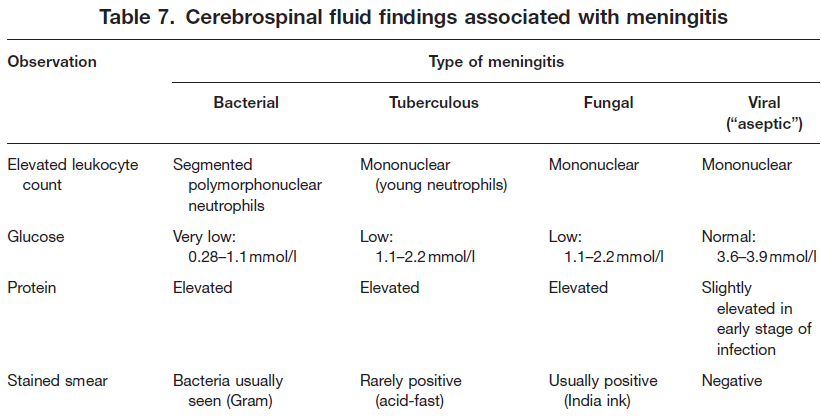 Table 7. Cerebrospinal fluid findings associated with meningitis
Observation Type of meningitis
Bacterial Tuberculous Fungal Viral
(“aseptic”)
Elevated leukocyte Segmented Mononuclear Mononuclear Mononuclear
count polymorphonuclear (young neutrophils)
neutrophils
Glucose Very low: Low: Low: Normal:
0.28–1.1 mmol/l 1.1–2.2 mmol/l 1.1–2.2 mmol/l 3.6–3.9 mmol/l
Protein Elevated Elevated Elevated Slightly
elevated in
early stage of
infection
Stained smear Bacteria usually Rarely positive Usually positive Negative
seen (Gram) (acid-fast) (India ink)